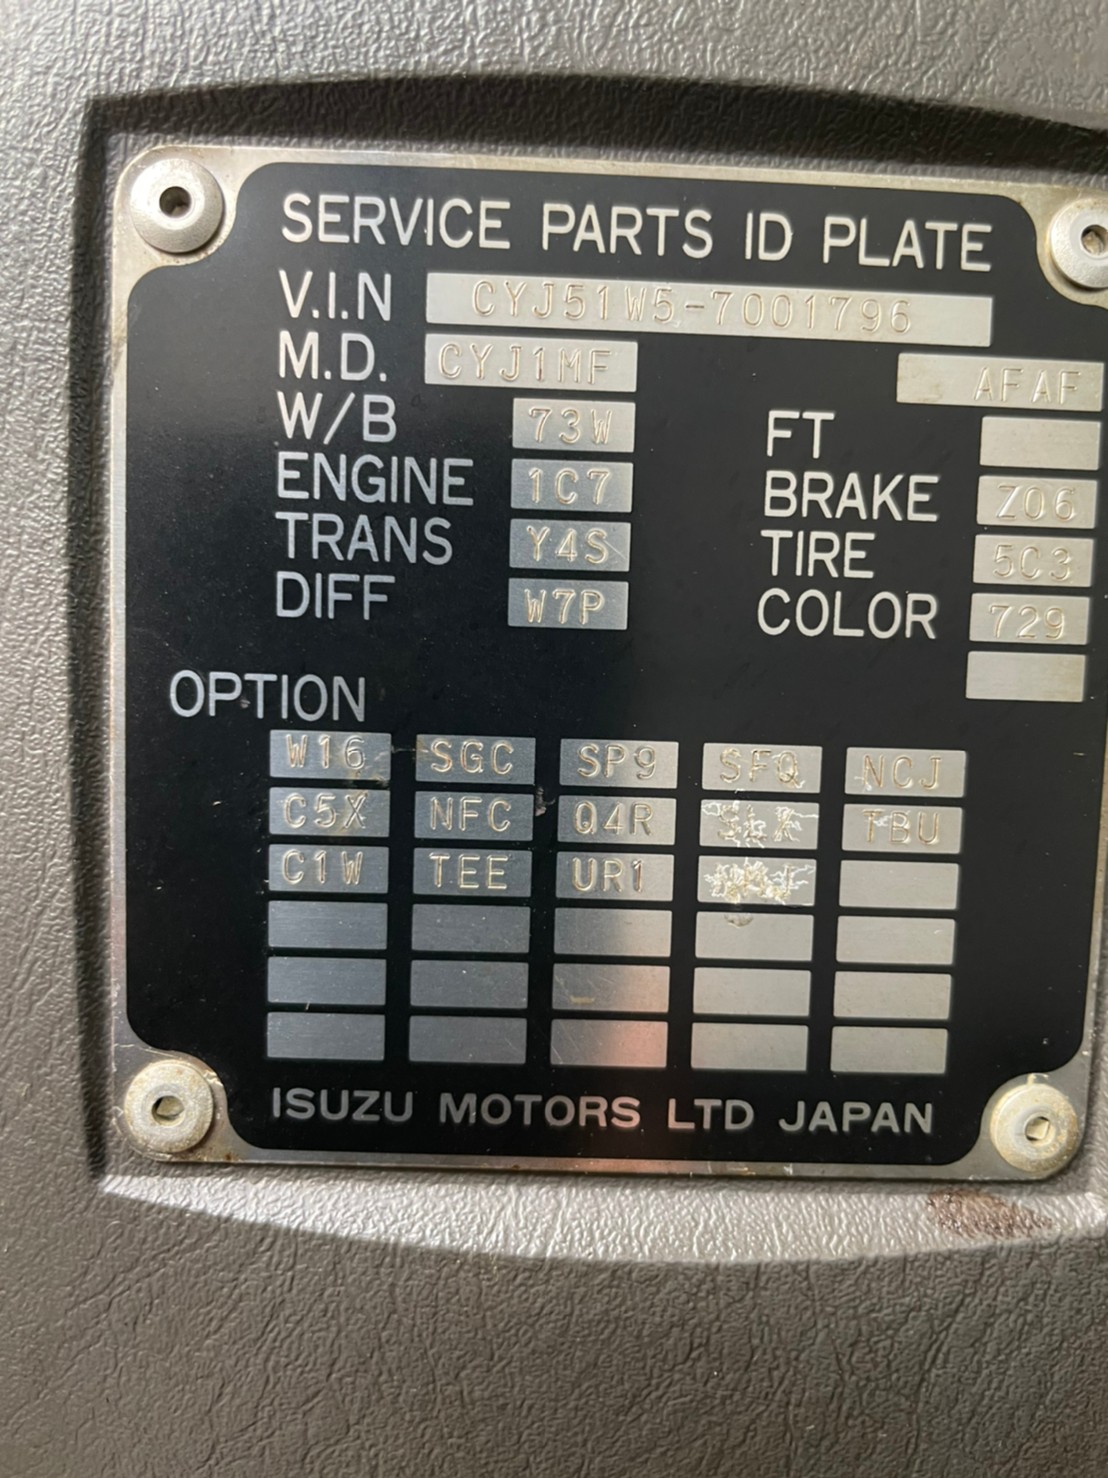 SERVICE PARTS ID PLATE
V.I.N CYJ51W5-7001796
M.D. CYJ1MF AFAF
W/B 73W FT
ENGINE 1C7 BRAKE Z06
TRANS Y4S TIRE 5C3
DIFF W7P COLOR 729
OPTION
W16 SGC SP9 SFQ NCJ
C5X NFC Q4R TBU
C1W TEE UR1
ISUZU MOTORS LTD JAPAN